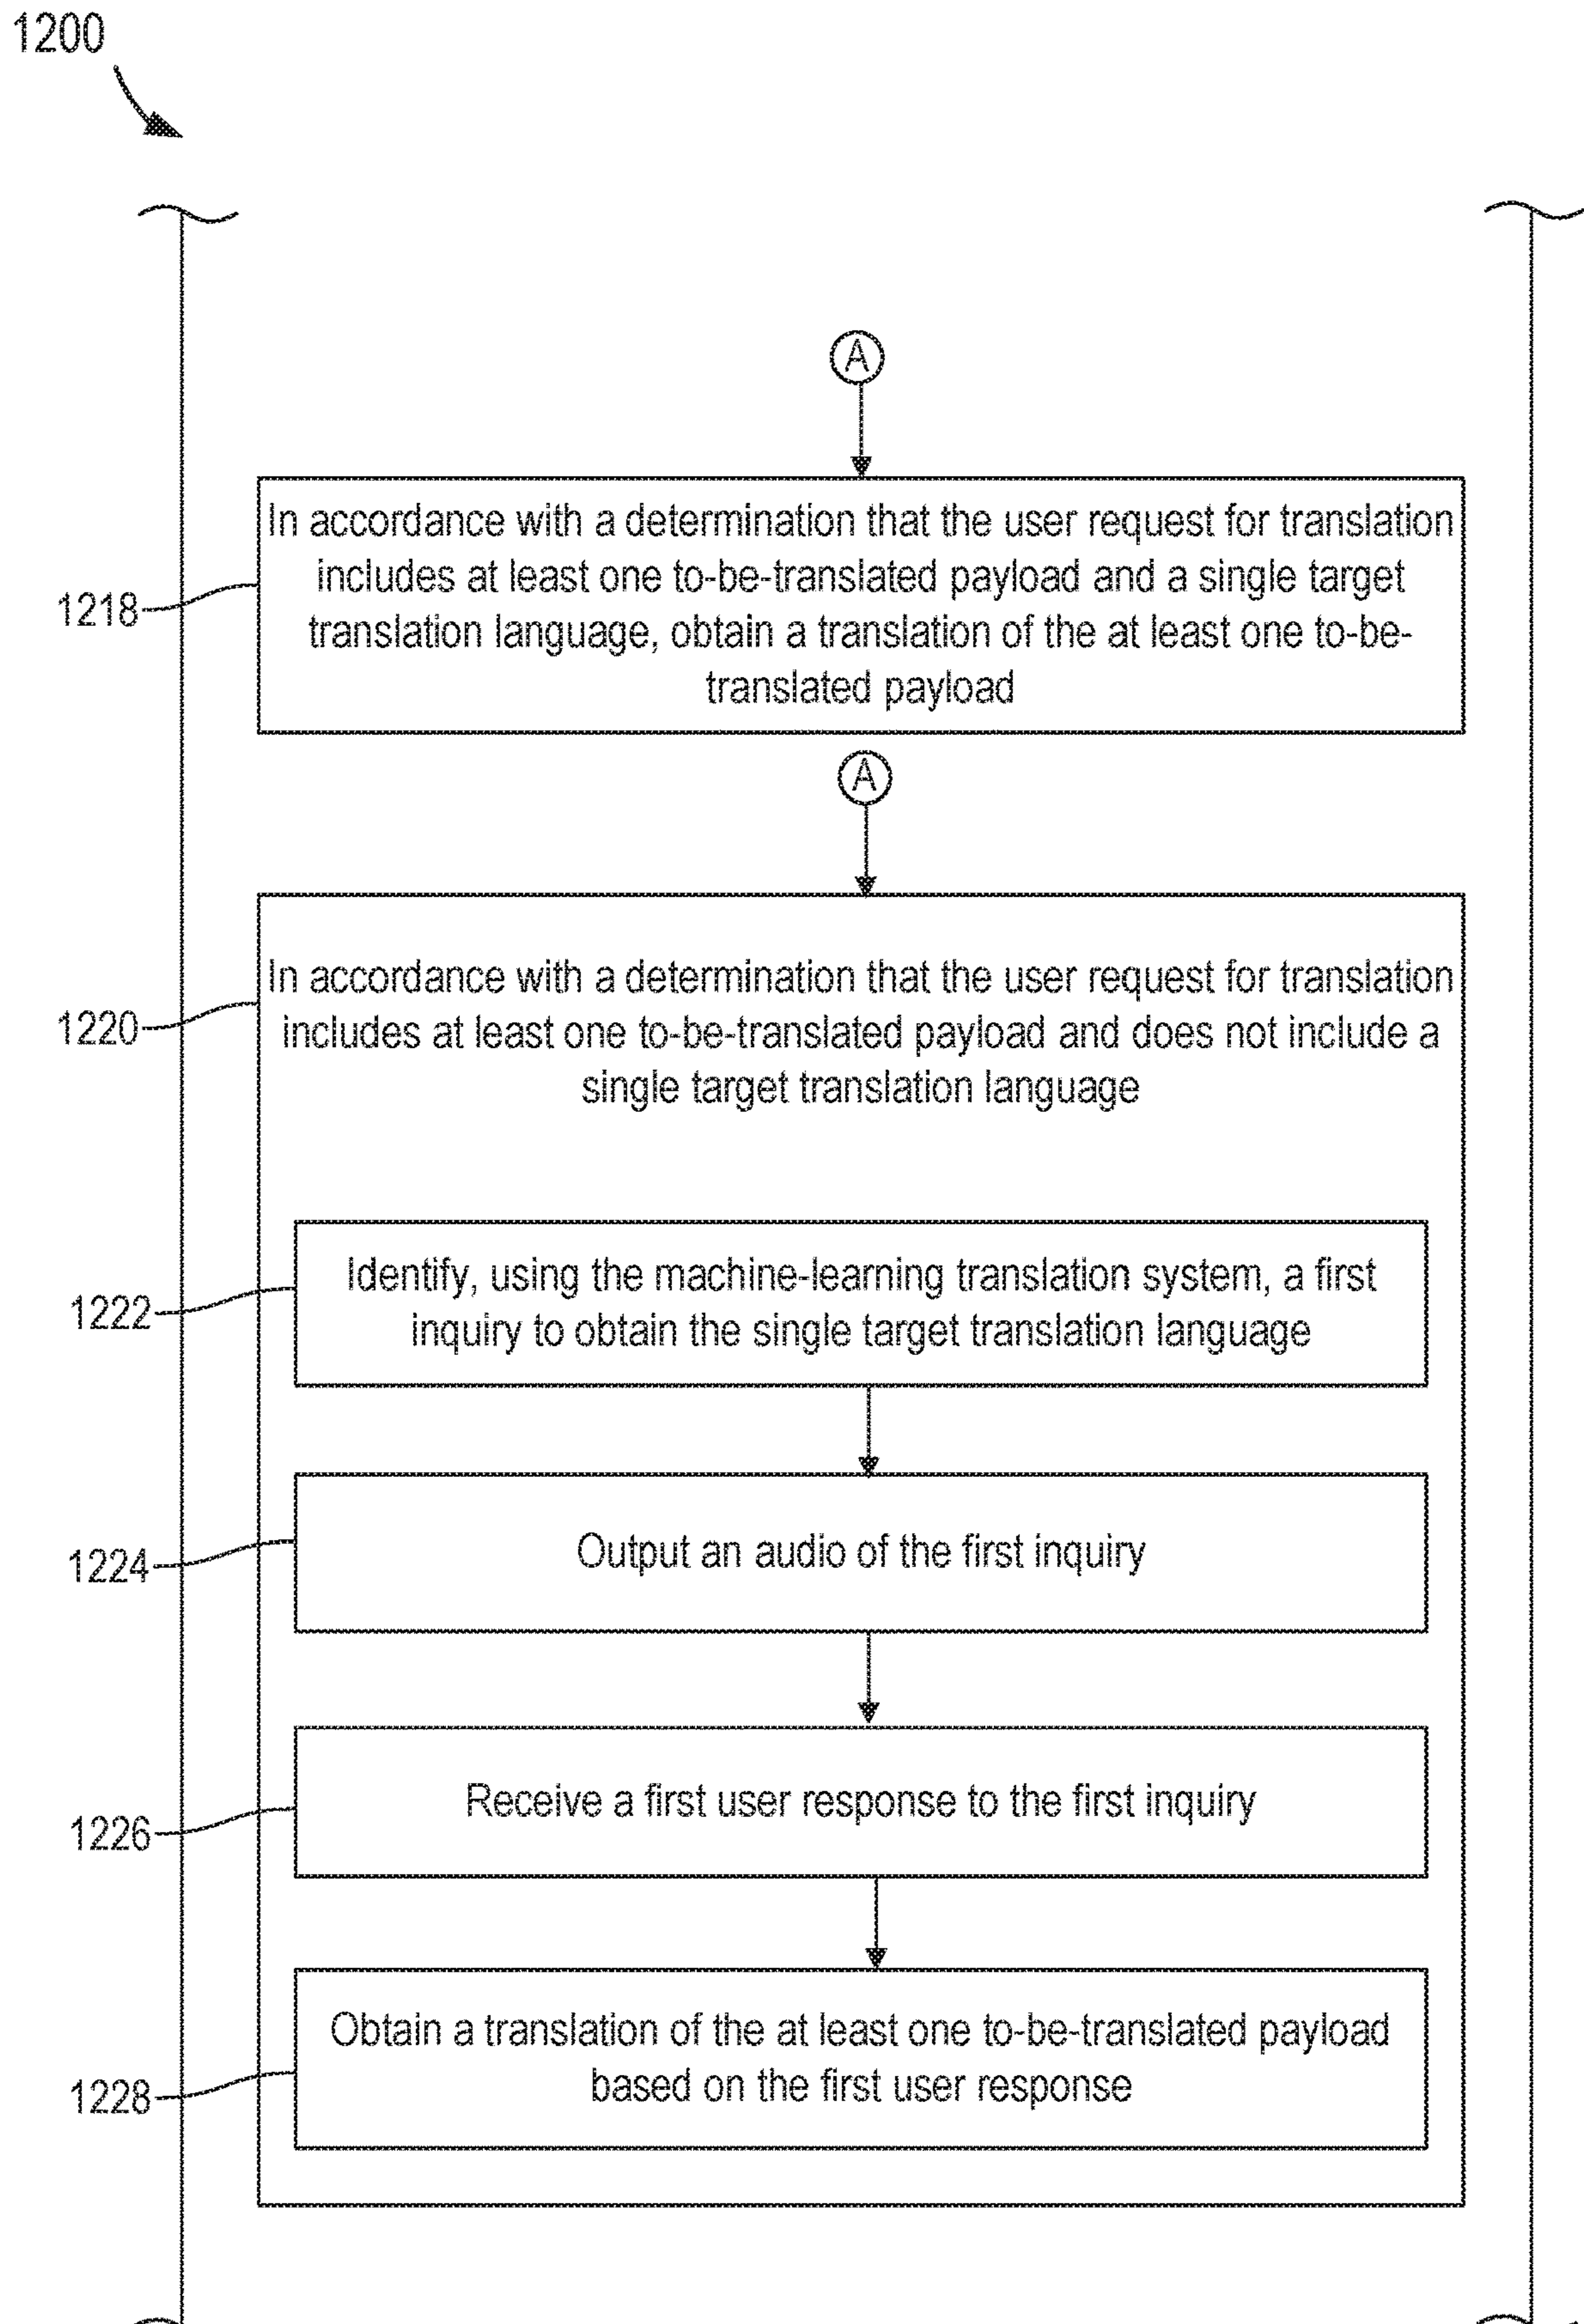 1200
A
In accordance with a determination that the user request for translation
includes at least one to-be-translated payload and a single target
translation language, obtain a translation of the at least one to-be-
translated payload
1218
A
In accordance with a determination that the user request for translation
includes at least one to-be-translated payload and does not include a
single target translation language
1220
Identify, using the machine-learning translation system, a first
inquiry to obtain the single target translation language
1222
Output an audio of the first inquiry
1224
Receive a first user response to the first inquiry
1226
Obtain a translation of the at least one to-be-translated payload
based on the first user response
1228